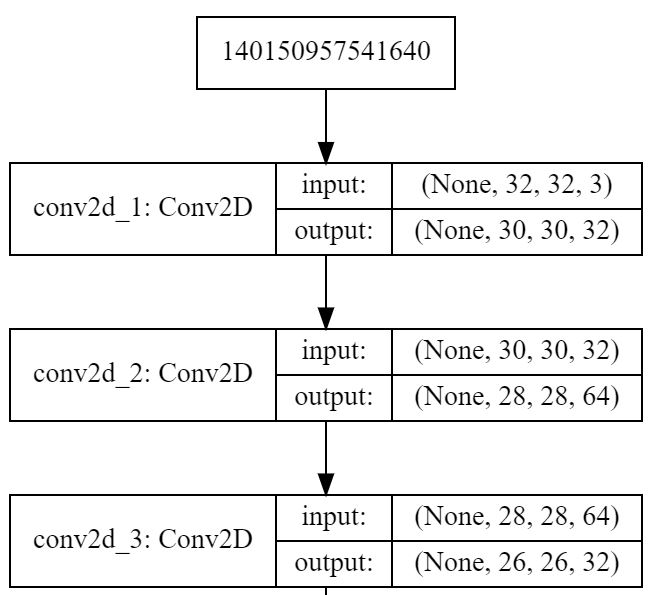 140150957541640
conv2d_1: Conv2D
input:
(None, 32, 32, 3)
output:
(None, 30, 30, 32)
conv2d_2: Conv2D
input:
(None, 30, 30, 32)
output:
(None, 28, 28, 64)
conv2d_3: Conv2D
input:
(None, 28, 28, 64)
output:
(None, 26, 26, 32)